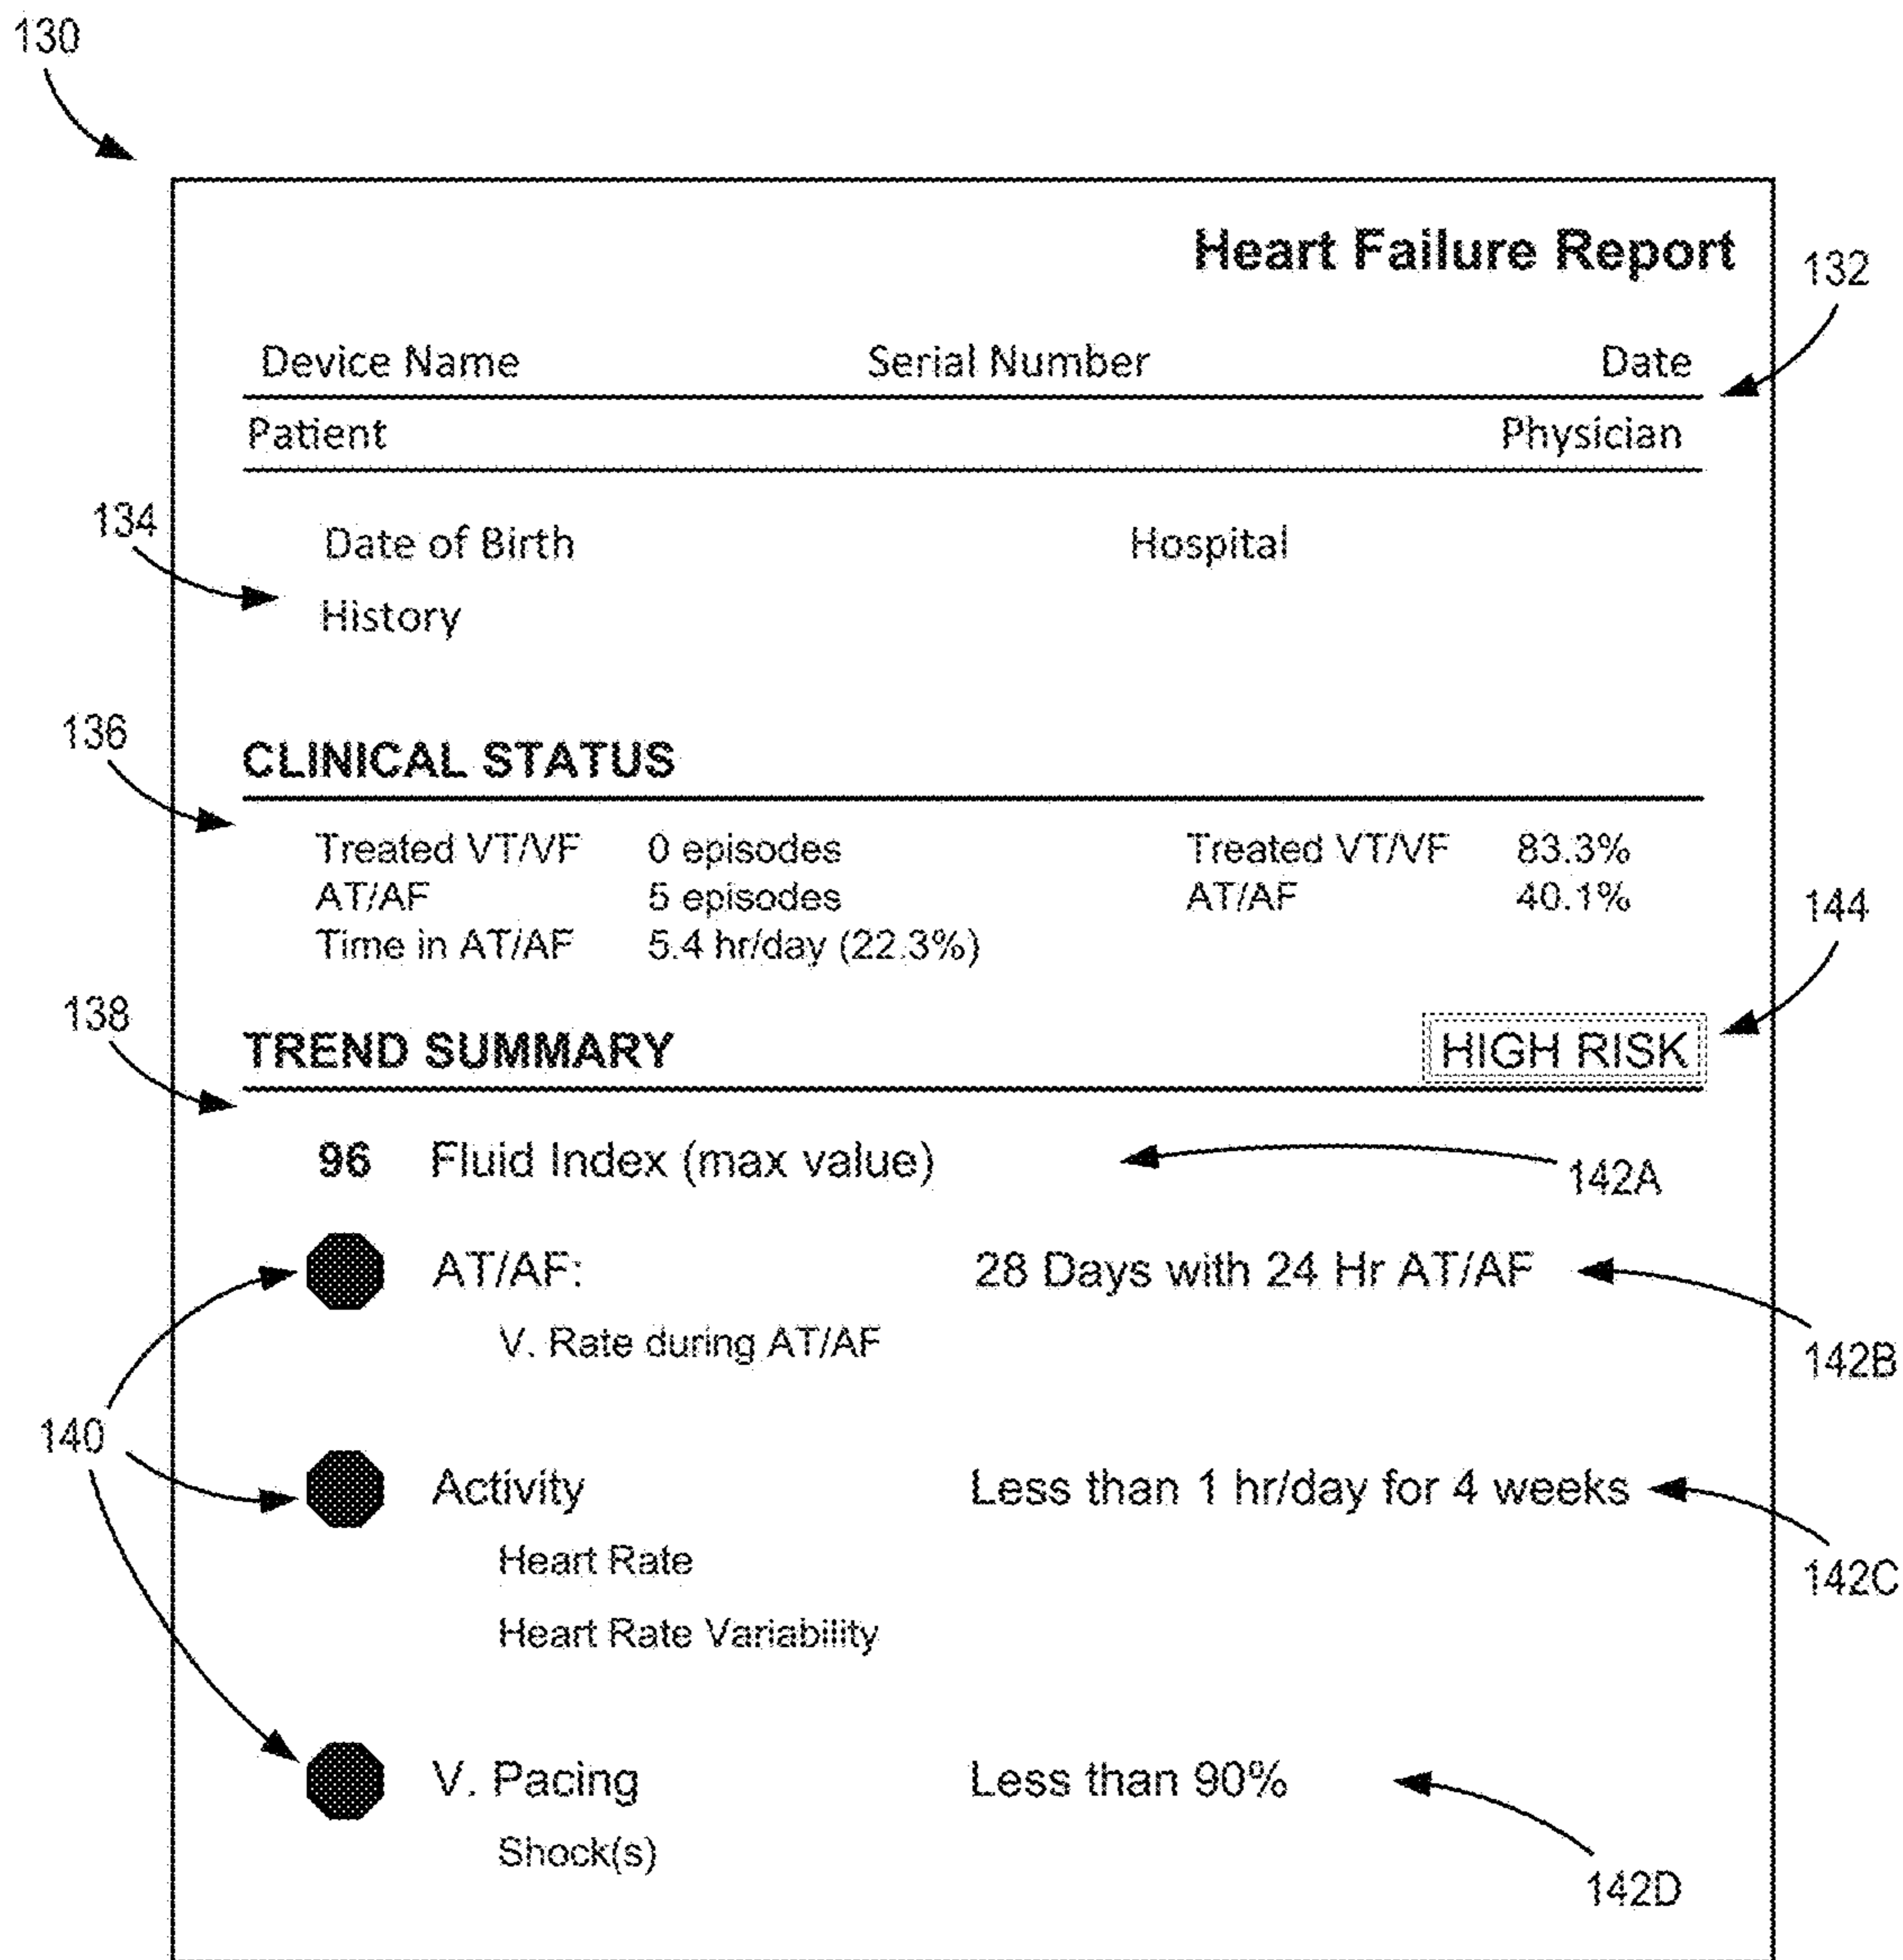 130
Heart Failure Report
132
Device Name Serial Number Date
Patient Physician
134
Date of Birth Hospital
History
136
CLINICAL STATUS
Treated VT/VF 0 episodes Treated VT/VF 83.3%
AT/AF 5 episodes AT/AF 40.1%
144
Time in AT/AF 5.4 hr/day (22.3%)
138
TREND SUMMARY HIGH RISK
96 Fluid Index (max value)
142A
AT/AF: 28 Days with 24 Hr AT/AF
V. Rate during AT/AF
142B
140
Activity Less than 1 hr/day for 4 weeks
Heart Rate
142C
Heart Rate Variability
V. Pacing Less than 90%
Shock(s)
142D